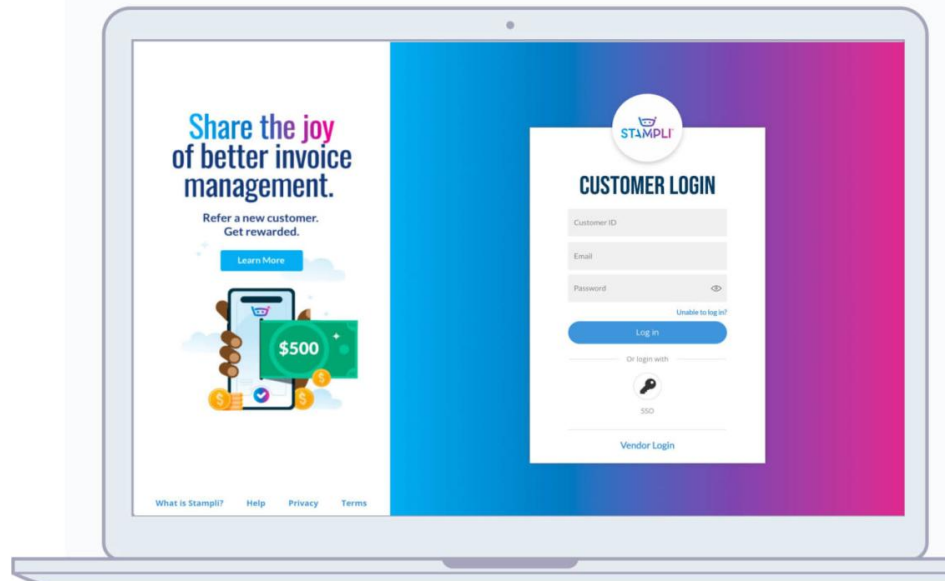 Share the joy
of better invoice
management.
Refer a new customer.
Get rewarded.
Learn More
$500
What is Stampli?
Help
Privacy
Terms
STAMPLI
CUSTOMER LOGIN
Customer ID
Email
Password
Unable to log in?
Log in
Or login with
SSO
Vendor Login